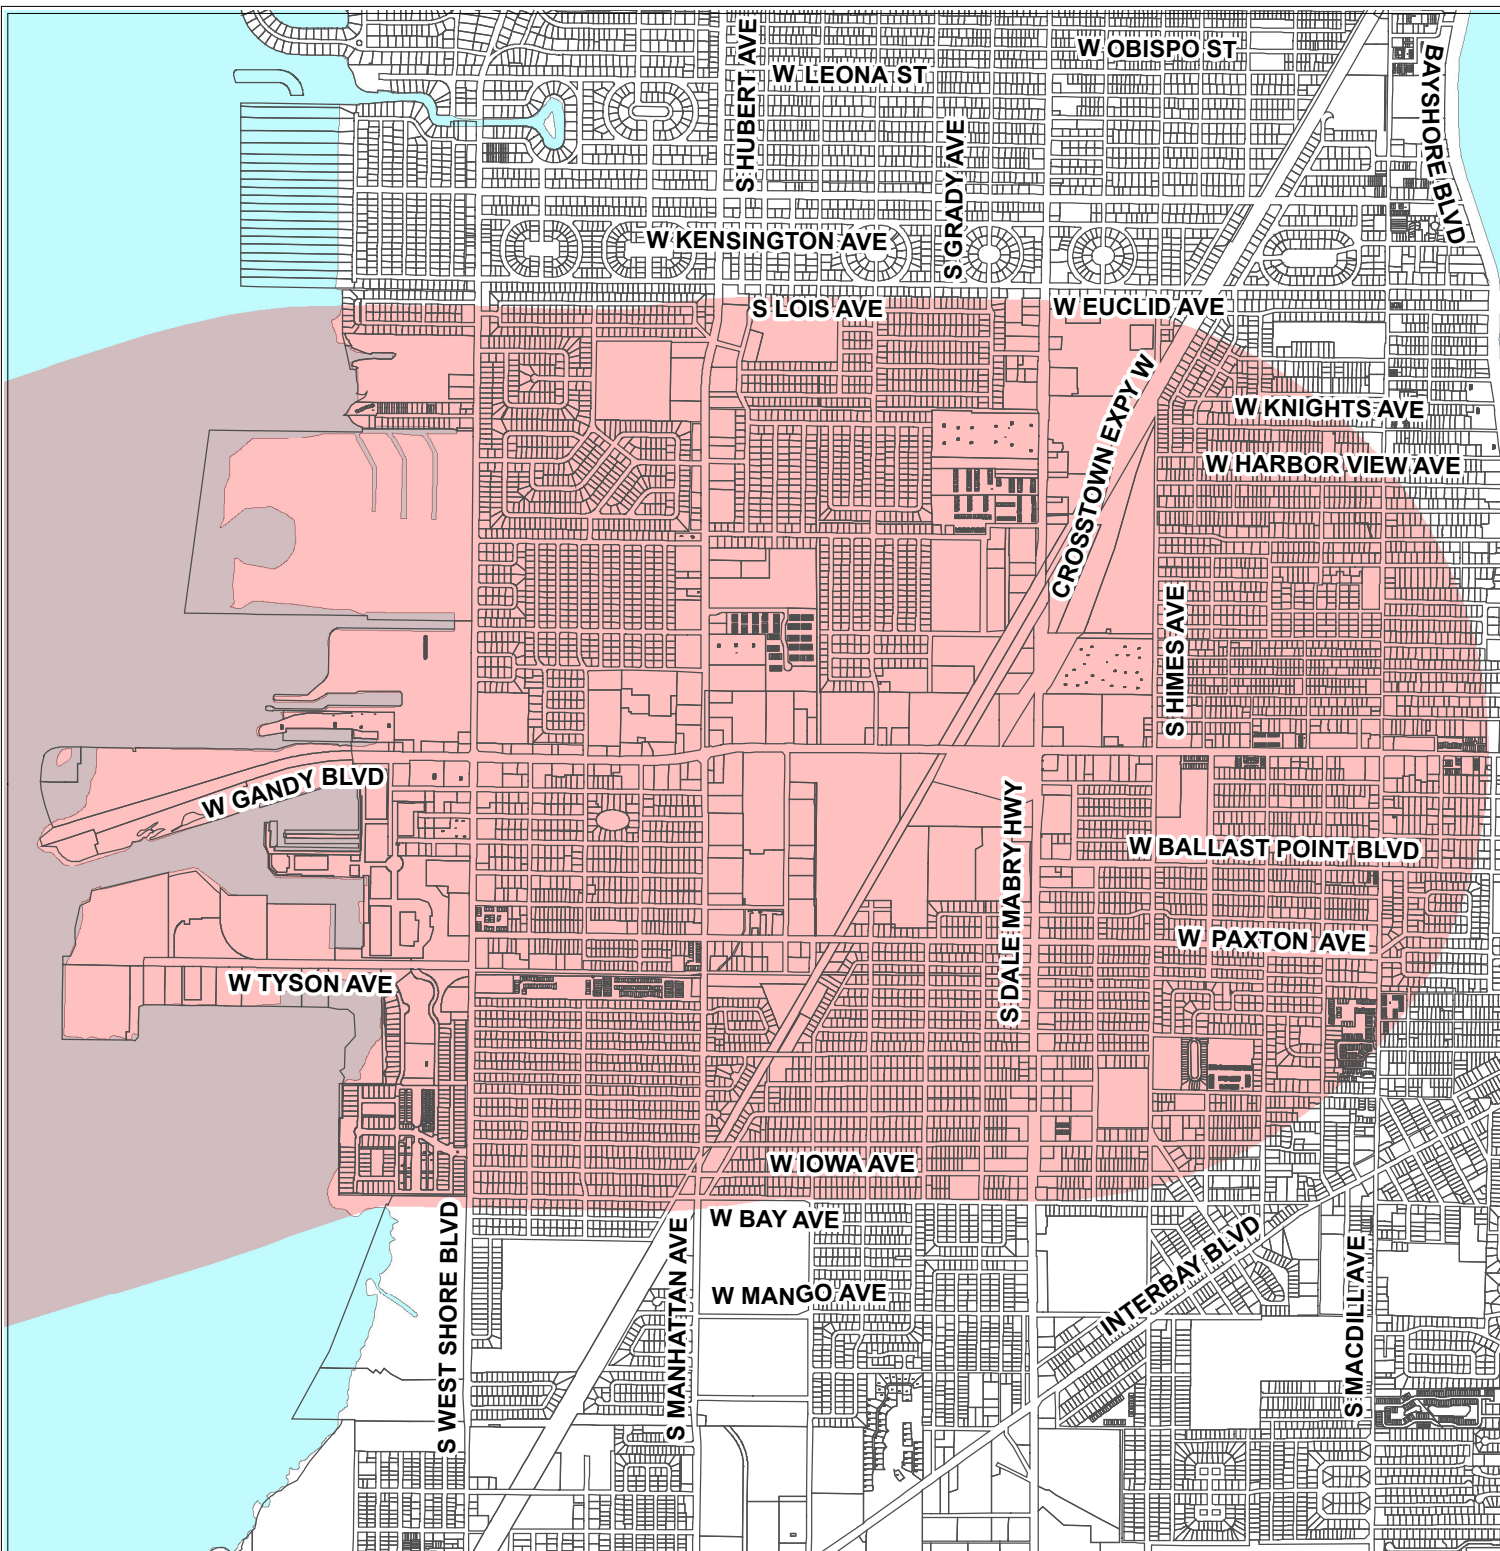 W OBISPO ST
W LEONA ST
S HUBERT AVE
BAYSHORE BLVD
S GRADY AVE
W KENSINGTON AVE
S LOIS AVE
W EUCLID AVE
W KNIGHTS AVE
CROSSTOWN EXPY W
W HARBOR VIEW AVE
S HIMES AVE
W GANDY BLVD
S DALE MABRY HWY
W BALLAST POINT BLVD
W PAXTON AVE
W TYSON AVE
W IOWA AVE
W BAY AVE
S WEST SHORE BLVD
S MANHATTAN AVE
W MANGO AVE
INTERBAY BLVD
S MACDILL AVE